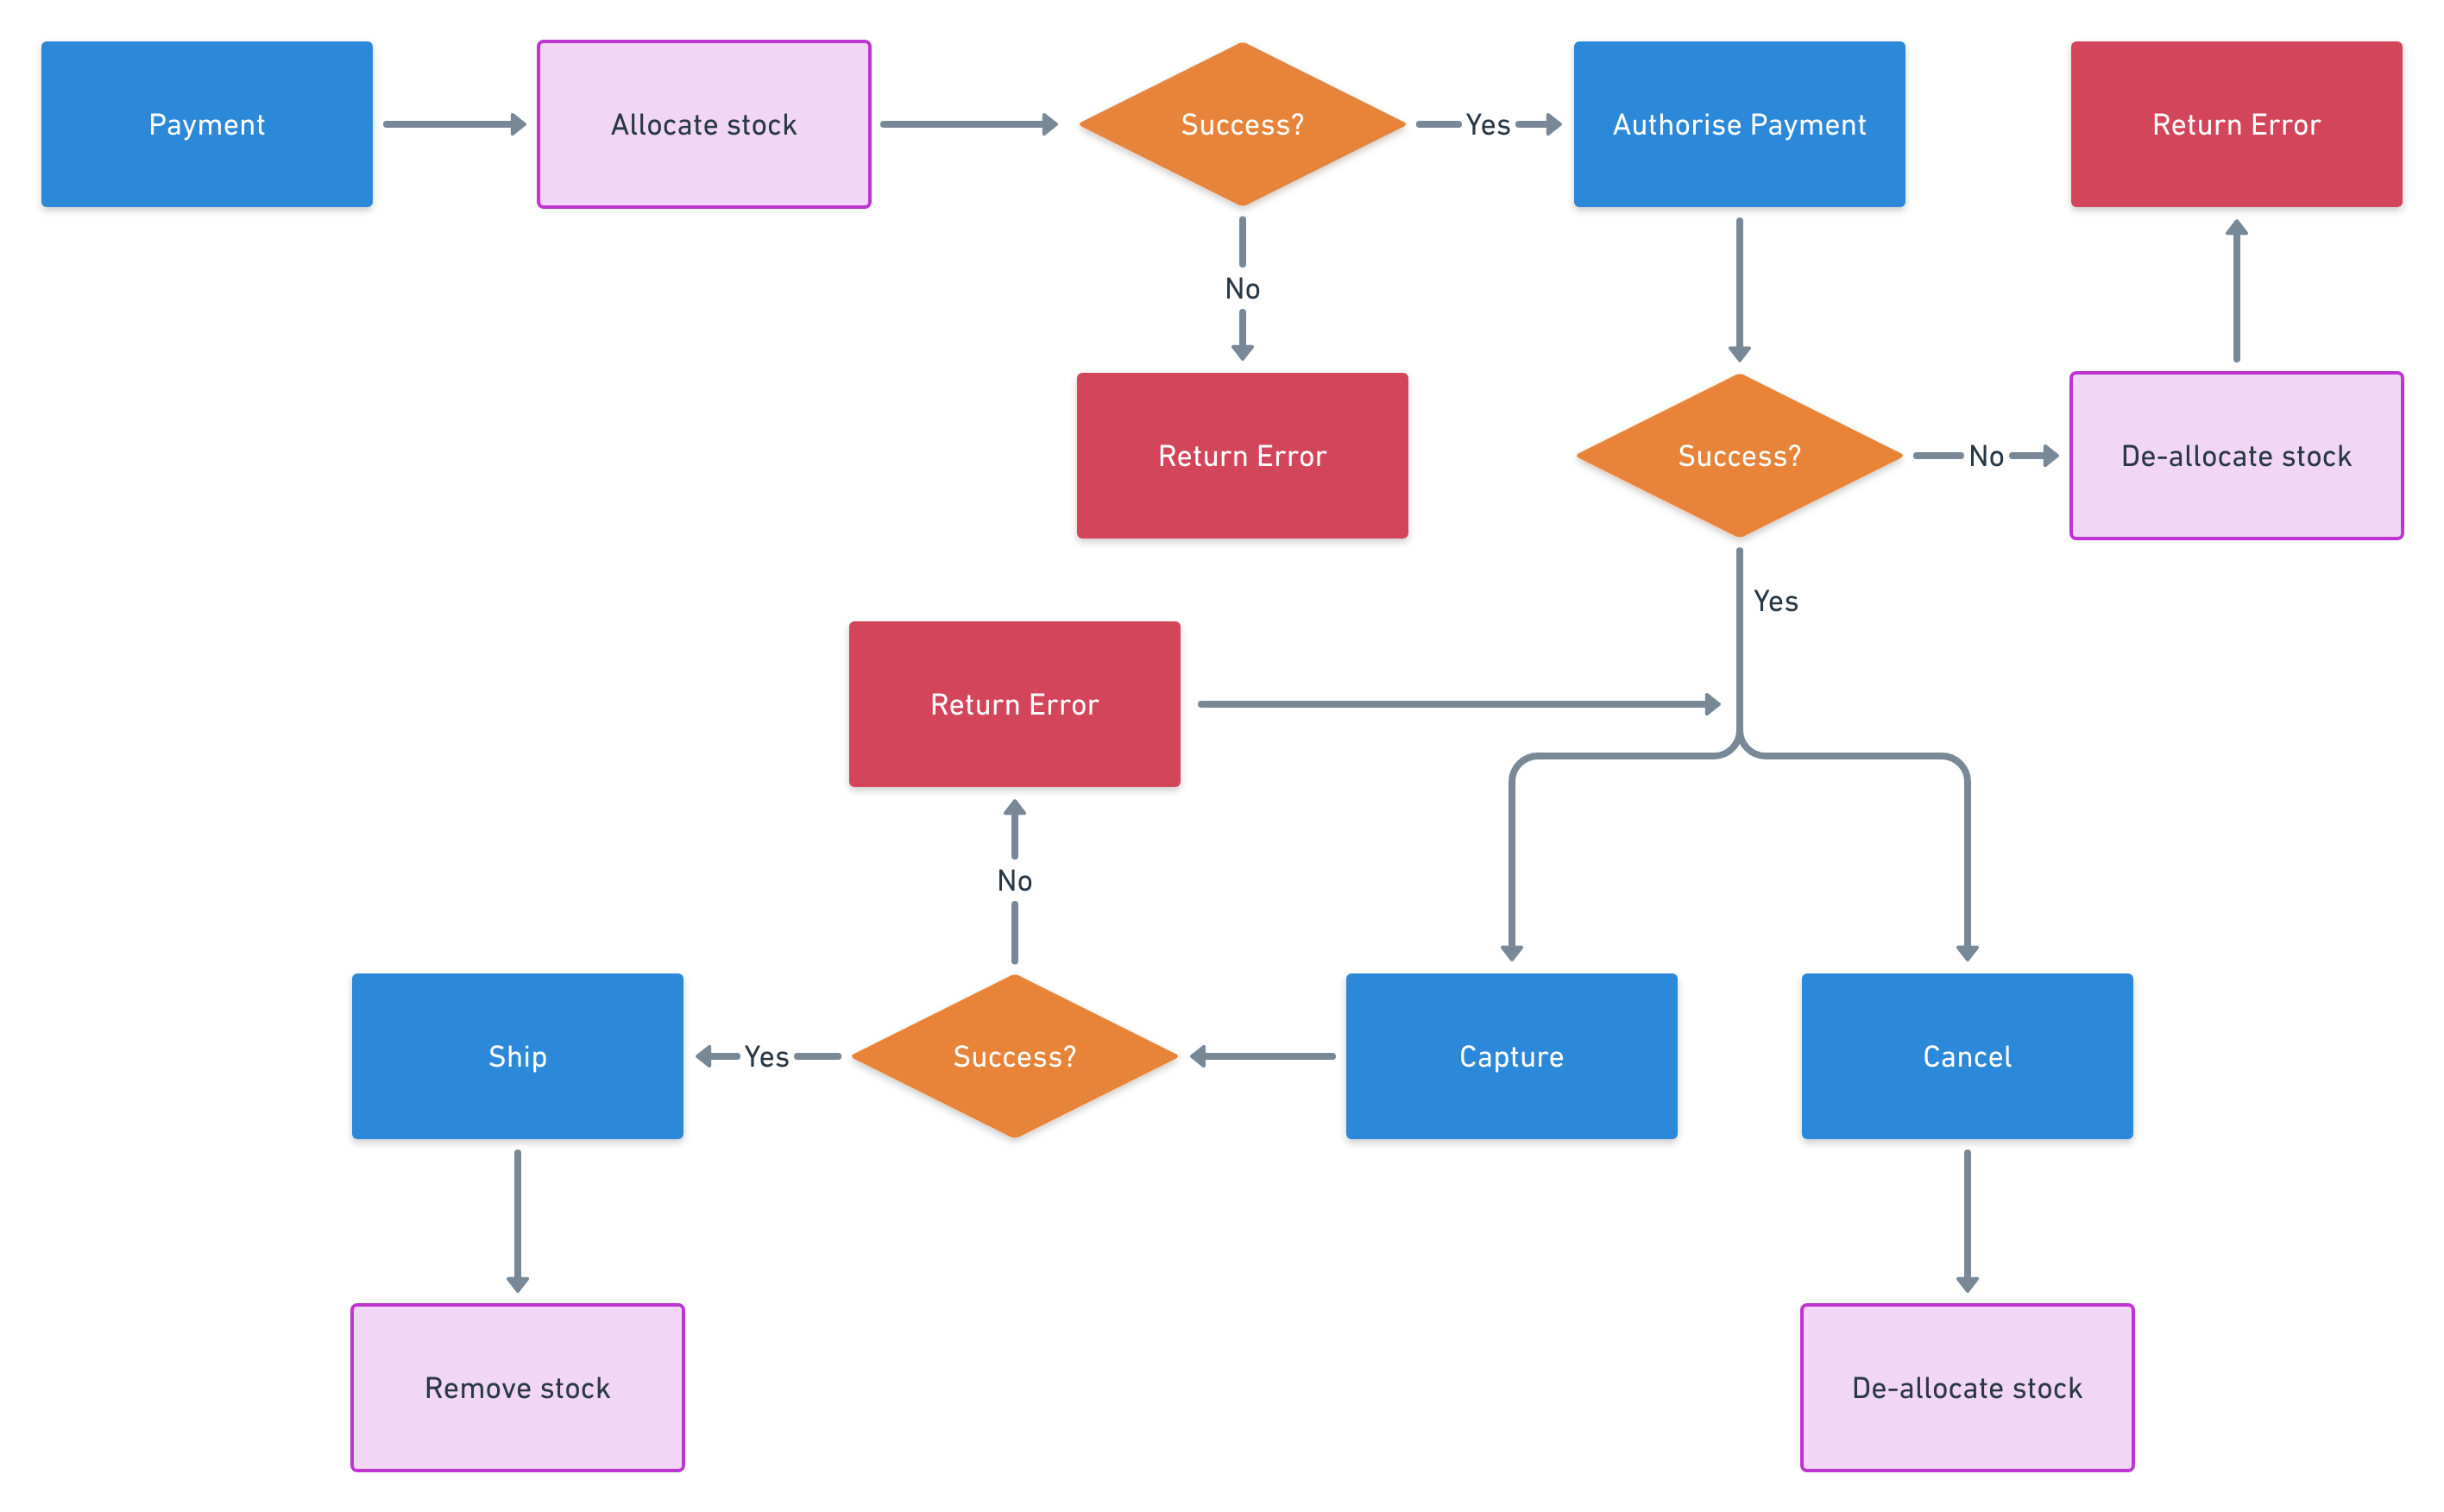 Payment
Allocate stock
Success?
Yes
Authorise Payment
Return Error
No
Return Error
Success?
No
De-allocate stock
Yes
Return Error
No
Ship
Yes
Success?
Capture
Cancel
Remove stock
De-allocate stock